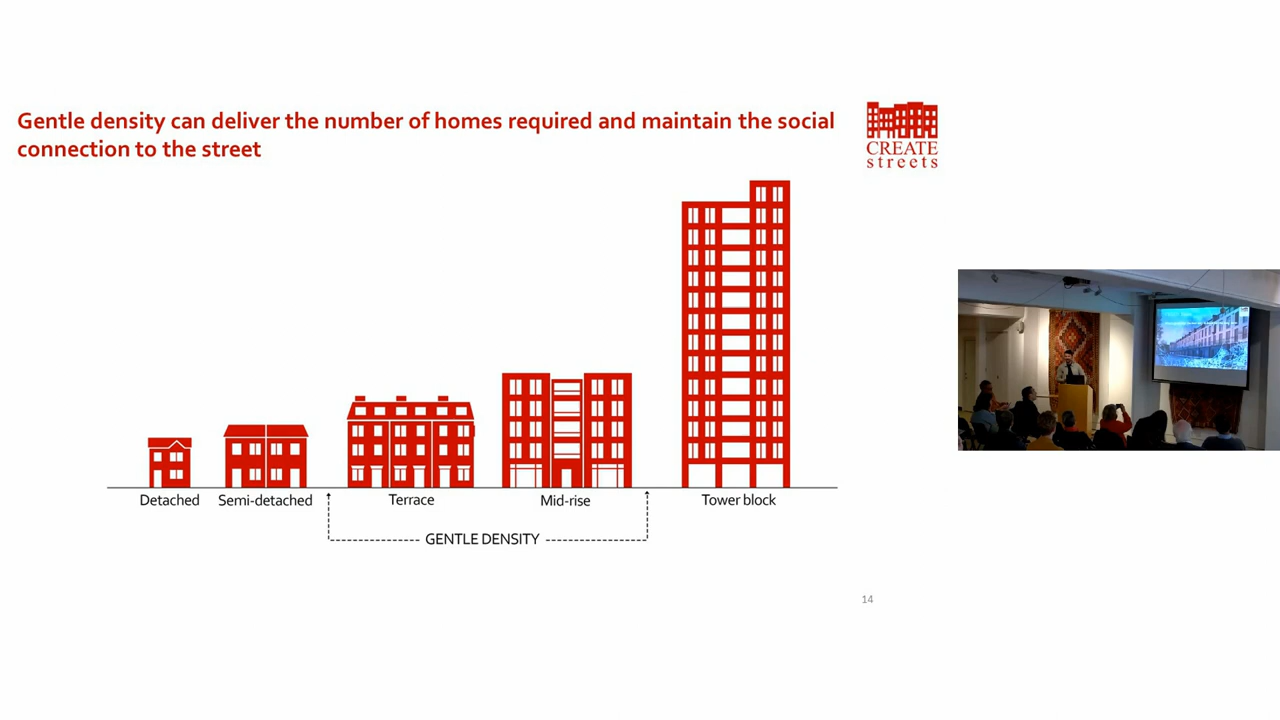 Gentle density can deliver the number of homes required and maintain the social
connection to the street
CREATE
streets
Detached
Semi-detached
Terrace
Mid-rise
Tower block
GENTLE DENSITY
14